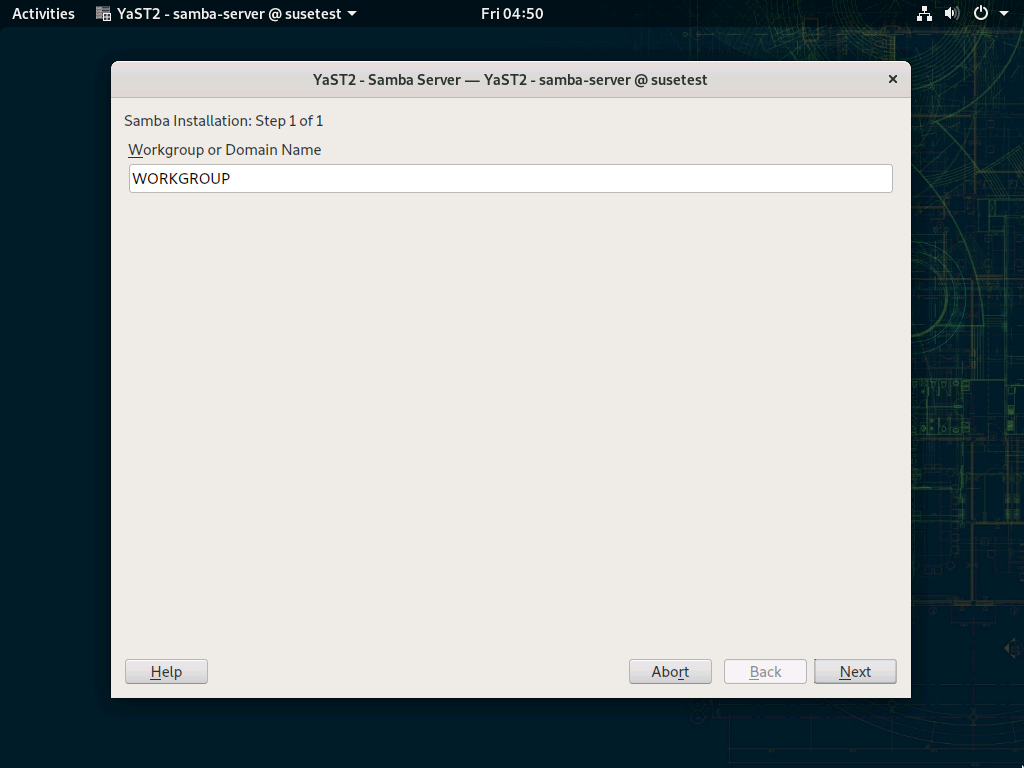 Activities YaST2 - samba-server @ susetest Fri 04:50
YaST2 - Samba Server — YaST2 - samba-server @ susetest
Samba Installation: Step 1 of 1
Workgroup or Domain Name
WORKGROUP
Help Abort Back Next